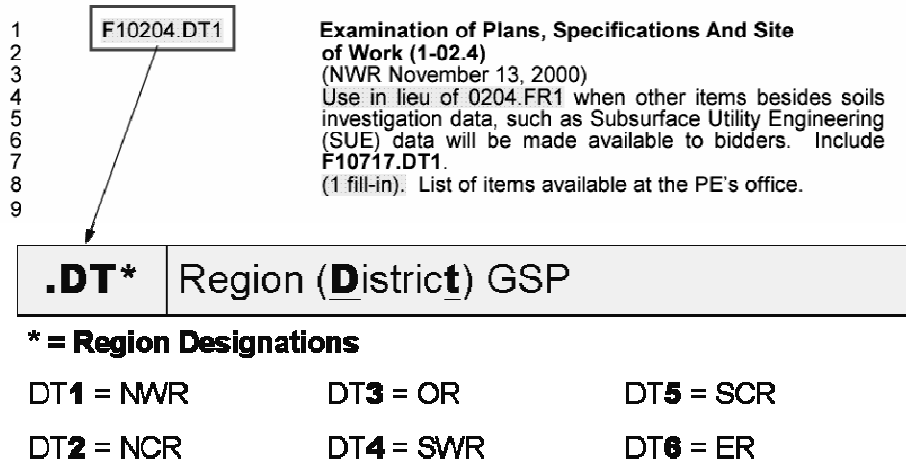 1 F10204.DT1 Examination of Plans, Specifications And Site
2 of Work (1-02.4)
3 (NWR November 13, 2000)
4 Use in lieu of 0204.FR1 when other items besides soils
5 investigation data, such as Subsurface Utility Engineering
6 (SUE) data will be made available to bidders. Include
7 F10717.DT1.
8 (1 fill-in). List of items available at the PE's office.
9
.DT* Region (District) GSP
* = Region Designations
DT1 = NWR DT3 = OR DT5 = SCR
DT2 = NCR DT4 = SWR DT6 = ER